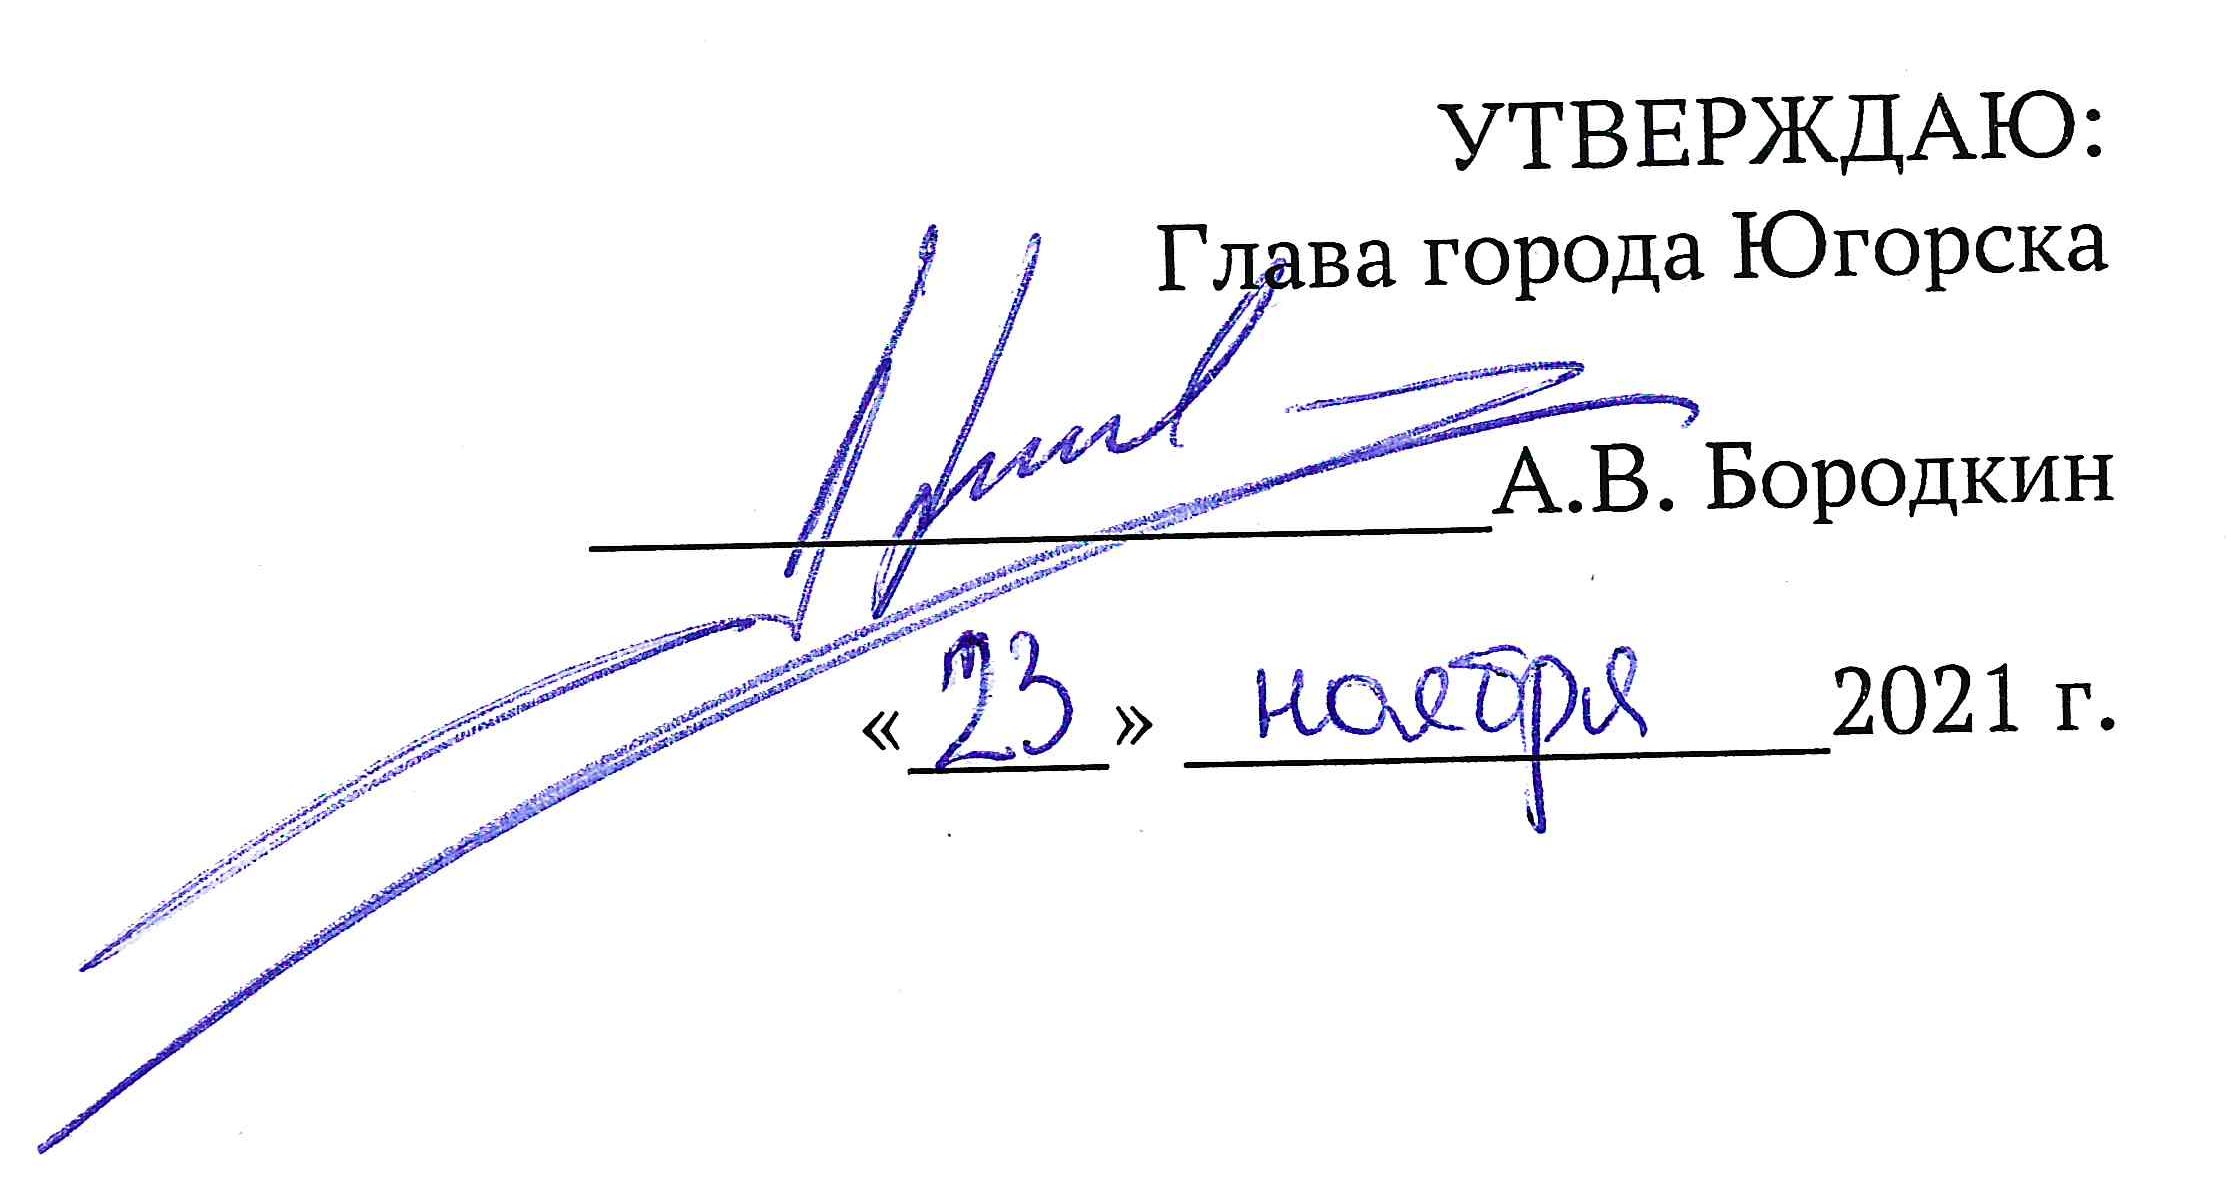 УТВЕРЖДАЮ:
Глава города Югорска
А.В. Бородкин
«23» ноября 2021 г.